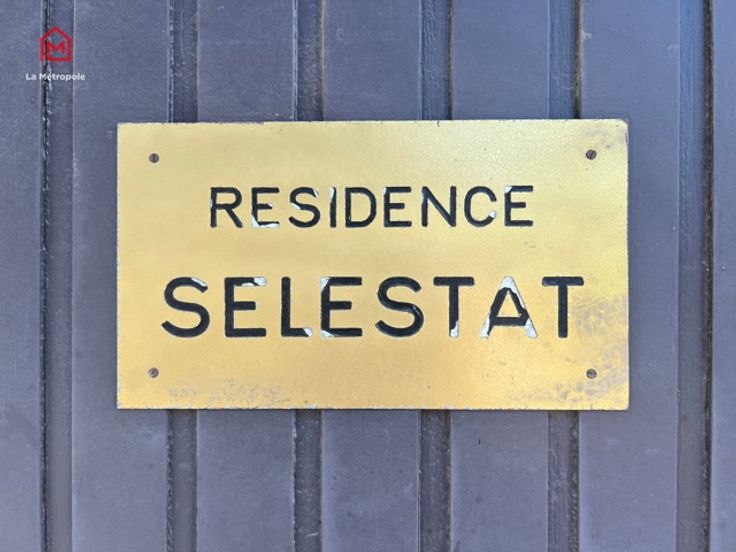 La Métropole
RESIDENCE
SELESTAT